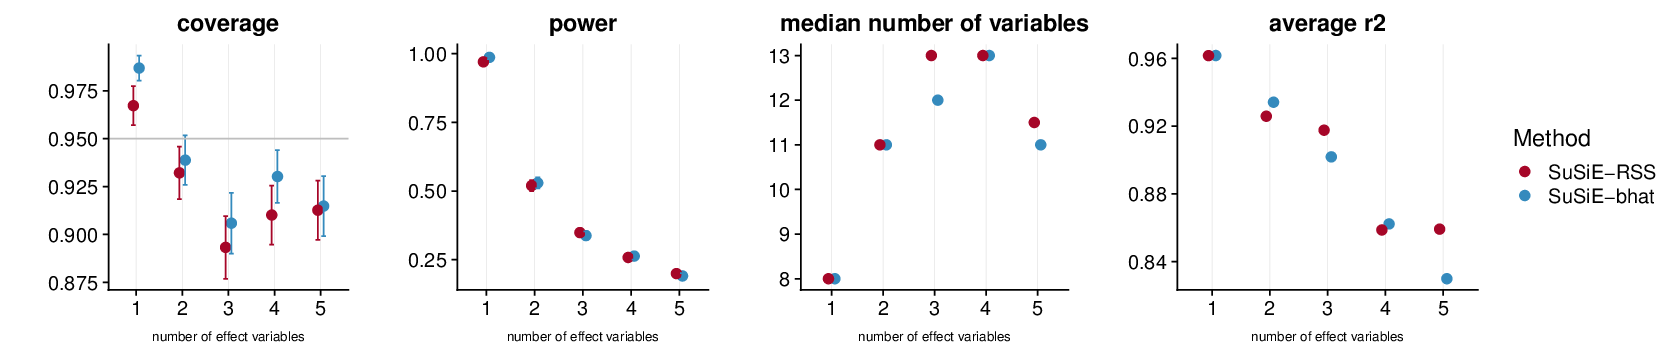 coverage
0.975
0.950
0.925
0.900
0.875
1 2 3 4 5
number of effect variables
power
1.00
0.75
0.50
0.25
1 2 3 4 5
number of effect variables
median number of variables
13
12
11
10
9
8
1 2 3 4 5
number of effect variables
average r2
0.96
0.92
0.88
0.84
1 2 3 4 5
number of effect variables
Method
SuSiE−RSS
SuSiE−bhat